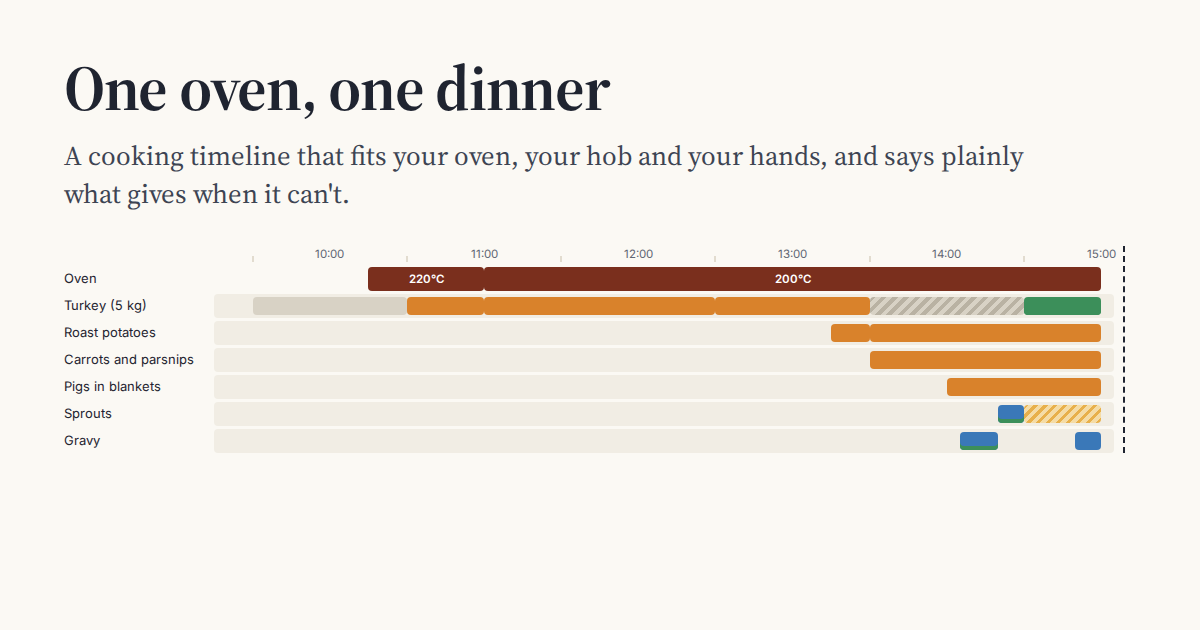 One oven, one dinner
A cooking timeline that fits your oven, your hob and your hands, and says plainly
what gives when it can't.
10:00 11:00 12:00 13:00 14:00 15:00
Oven 220°C 200°C
Turkey (5 kg)
Roast potatoes
Carrots and parsnips
Pigs in blankets
Sprouts
Gravy